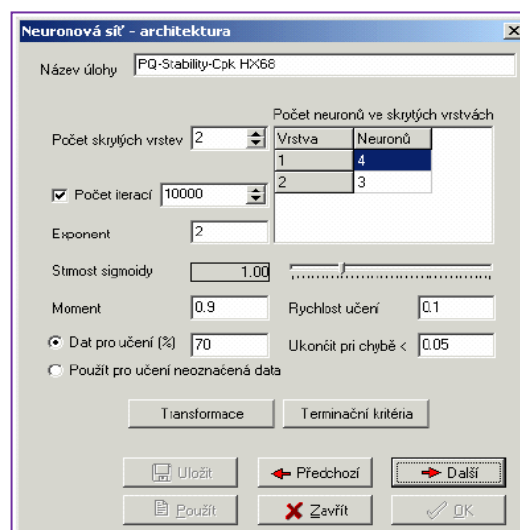 Neuronová síť - architektura
Název úlohy PQ-Stability-Cpk HX68
Počet neuronů ve skrytých vrstvách
Počet skrytých vrstev 2
Vrstva Neuronů
1 4
2 3
Počet iterací 10000
Exponent 2
Strmost sigmoidy 1.00
Moment 0.9
Rychlost učení 0.1
Dat pro učení (%) 70
Ukončit při chybě < 0.05
Použít pro učení neoznačená data
Transformace
Terminační kritéria
Uložit
Předchozí
Další
Použít
Zavřít
OK